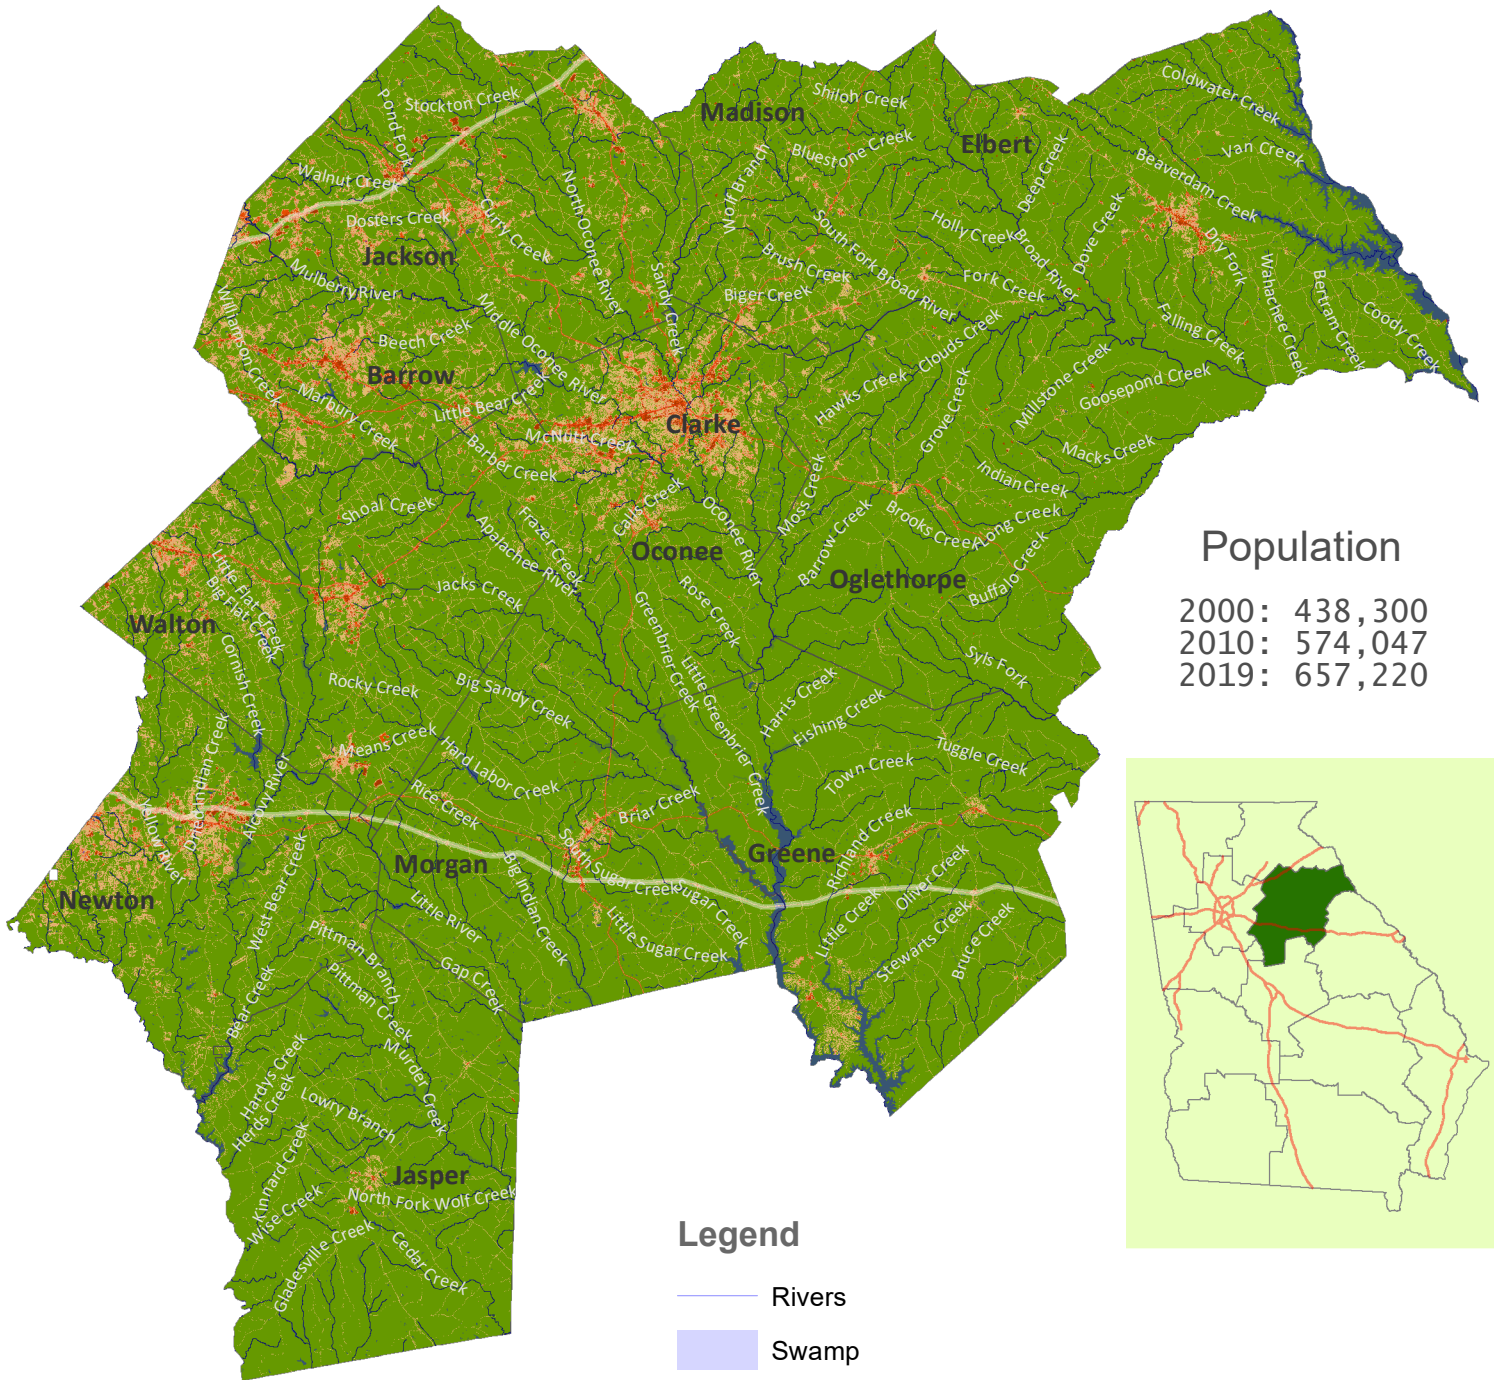 Coldwater Creek
Stockton Creek
Pond Fork
Shiloh Creek
Madison
Elbert
Bluestone Creek
Van Creek
Beaverdam Creek
Wolf Branch
Deep Creek
Walnut Creek
North Oconee River
Curry Creek
Dosters Creek
Holly Creek
Dove Creek
South Fork Broad River
Broad River
Dry Fork
Jackson
Mulberry River
Brush Creek
Biger Creek
Fork Creek
Sandy Creek
Wahachee Creek
Bertram Creek
Coody Creek
Williamson Creek
Middle Oconee River
Beech Creek
Clouds Creek
Falling Creek
Barrow
Hawks Creek
Millstone Creek
Goosepond Creek
Marbury Creek
Little Bear Creek
Grove Creek
Clarke
McNutt Creek
Barber Creek
Macks Creek
Indian Creek
Moss Creek
Shoal Creek
Calls Creek
Oconee River
Brooks Creek
Long Creek
Frazer Creek
Apalachee River
Barrow Creek
Buffalo Creek
Oconee
Oglethorpe
Population
2000: 438,300
2010: 574,047
2019: 657,220
Little Flat Creek
Big Flat Creek
Jacks Creek
Rose Creek
Greenbrier Creek
Walton
Cornish Creek
Syls Fork
Rocky Creek
Big Sandy Creek
Little Greenbrier Creek
Harris Creek
Fishing Creek
Means Creek
Hard Labor Creek
Tuggle Creek
Town Creek
Dried Indian Creek
Alcovy River
Yellow River
Rice Creek
Briar Creek
Richland Creek
Greene
Morgan
South Sugar Creek
Sugar Creek
Big Indian Creek
Oliver Creek
Newton
West Bear Creek
Little River
Little Sugar Creek
Little Creek
Stewarts Creek
Bruce Creek
Pittman Branch
Pittman Creek
Gap Creek
Bear Creek
Murder Creek
Hardys Creek
Herds Creek
Lowry Branch
Kinnard Creek
Jasper
North Fork Wolf Creek
Wise Creek
Gladesville Creek
Cedar Creek
Legend
Rivers
Swamp